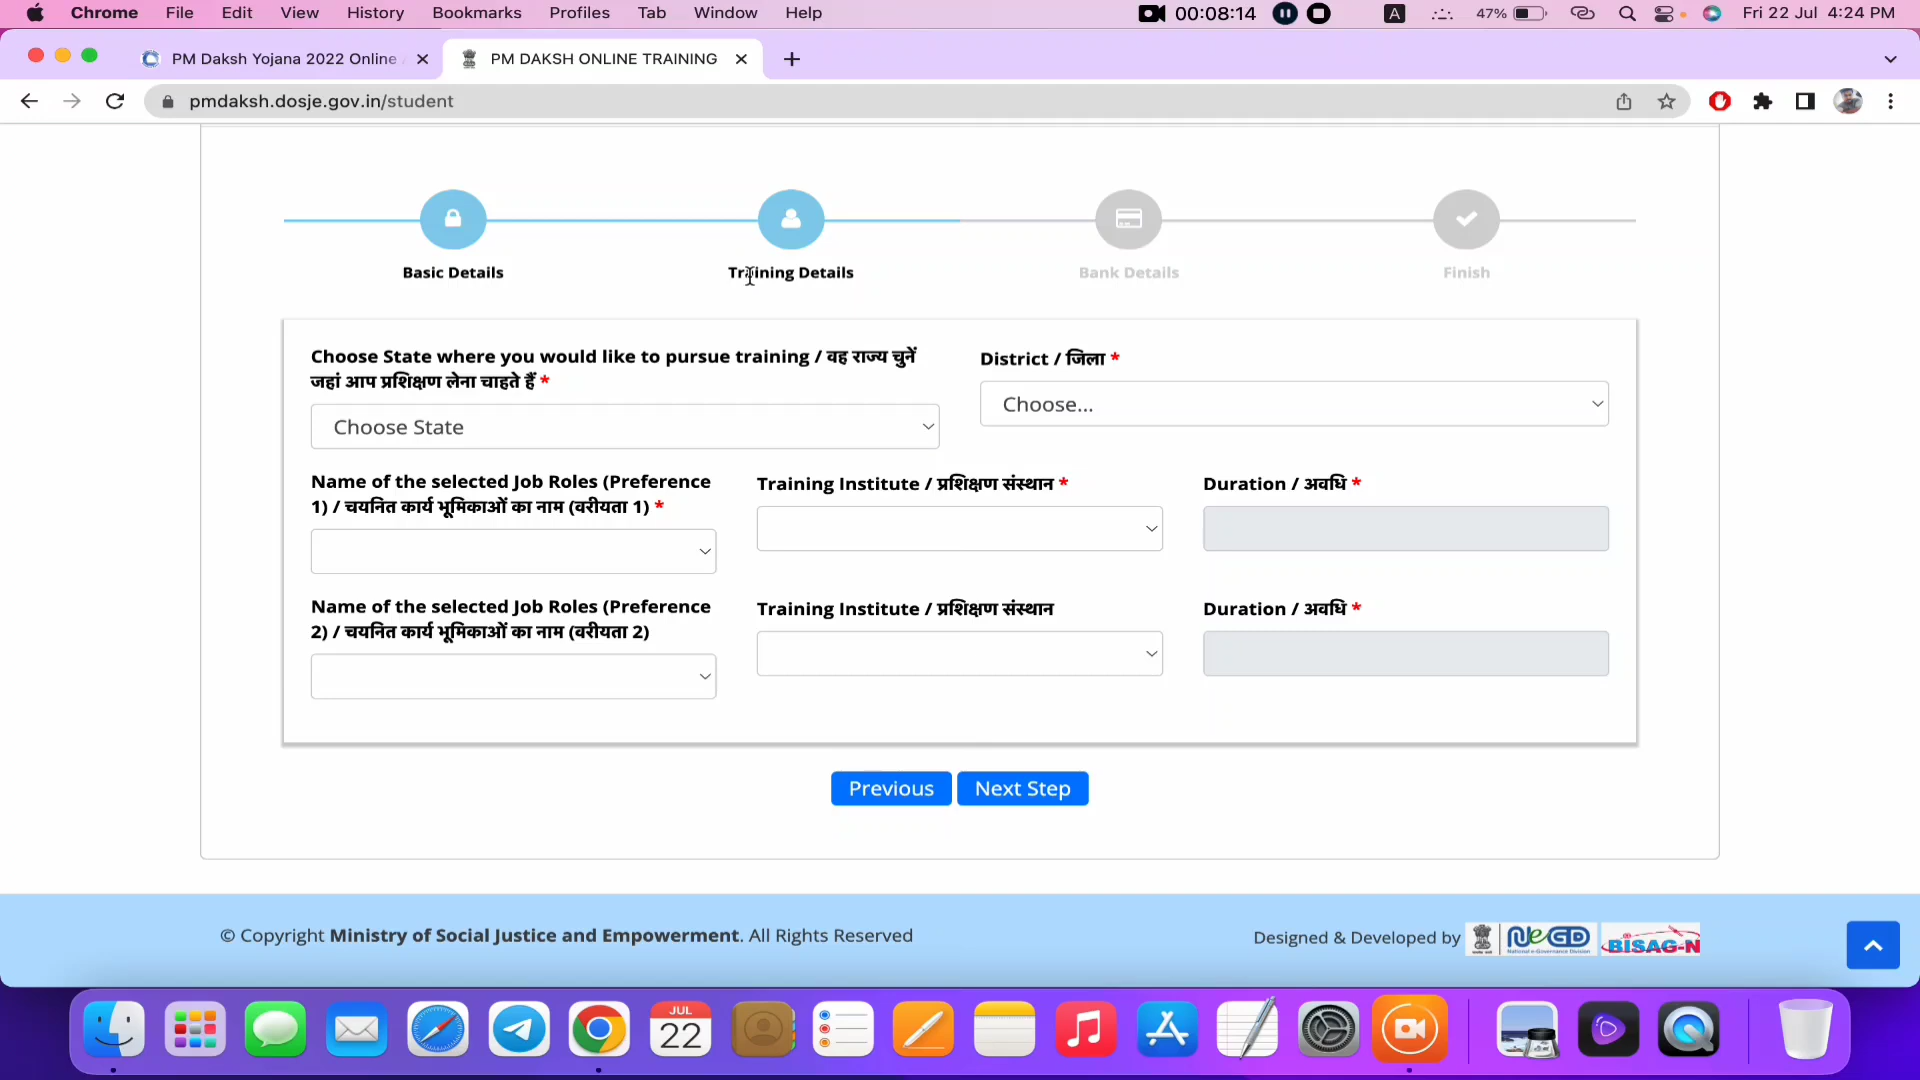 Chrome File Edit View History Bookmarks Profiles Tab Window Help 00:08:14 A 47% Fri 22 Jul 4:24 PM
PM Daksh Yojana 2022 Online
PM DAKSH ONLINE TRAINING
pmdaksh.dosje.gov.in/student
Basic Details
Training Details
Bank Details
Finish
Choose State where you would like to pursue training / वह राज्य चुनें
जहां आप प्रशिक्षण लेना चाहते हैं *
Choose State
District / जिला *
Choose...
Name of the selected Job Roles (Preference
1) / चयनित कार्य भूमिकाओं का नाम (वरीयता 1) *
Training Institute / प्रशिक्षण संस्थान *
Duration / अवधि *
Name of the selected Job Roles (Preference
2) / चयनित कार्य भूमिकाओं का नाम (वरीयता 2)
Training Institute / प्रशिक्षण संस्थान
Duration / अवधि *
Previous
Next Step
© Copyright Ministry of Social Justice and Empowerment. All Rights Reserved
Designed & Developed by
NeGD
National e-Governance Division
BISAG-N
JUL
22